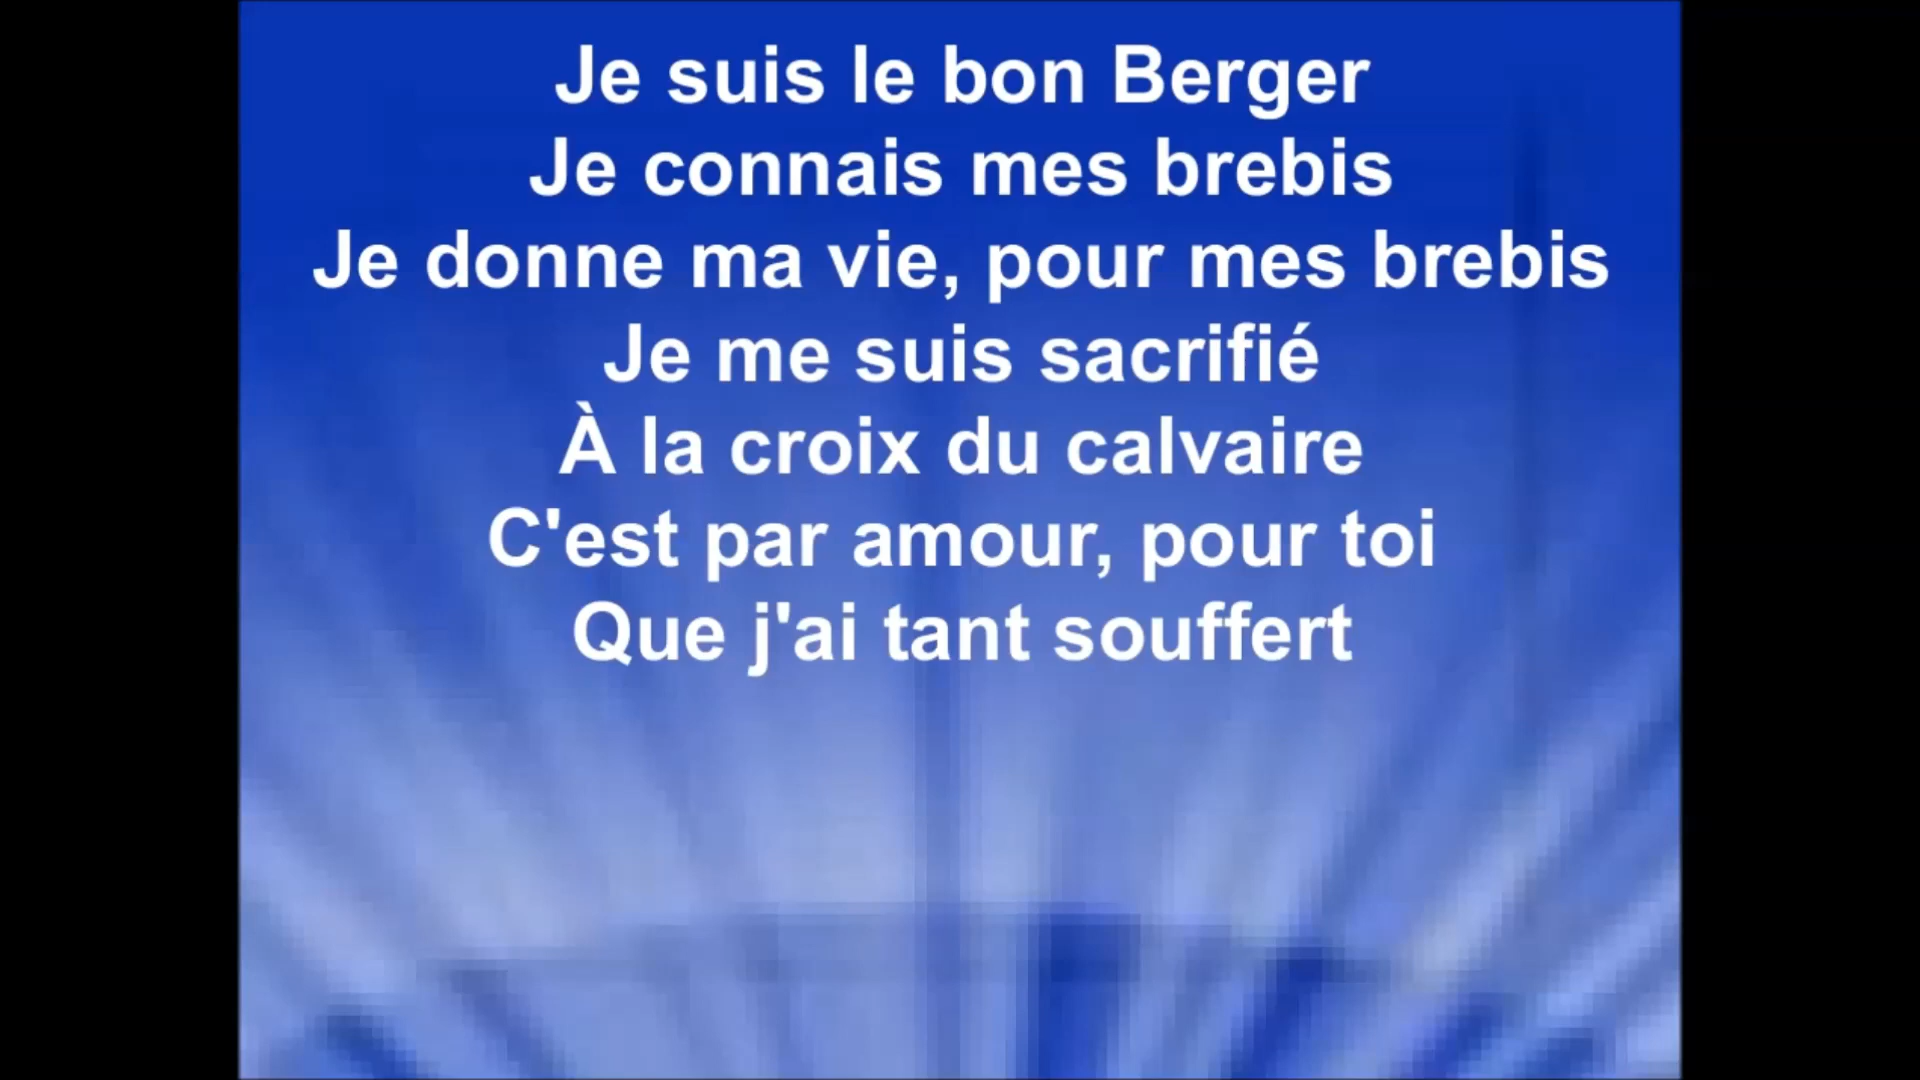 Je suis le bon Berger
Je connais mes brebis
Je donne ma vie, pour mes brebis
Je me suis sacrifié
À la croix du calvaire
C'est par amour, pour toi
Que j'ai tant souffert